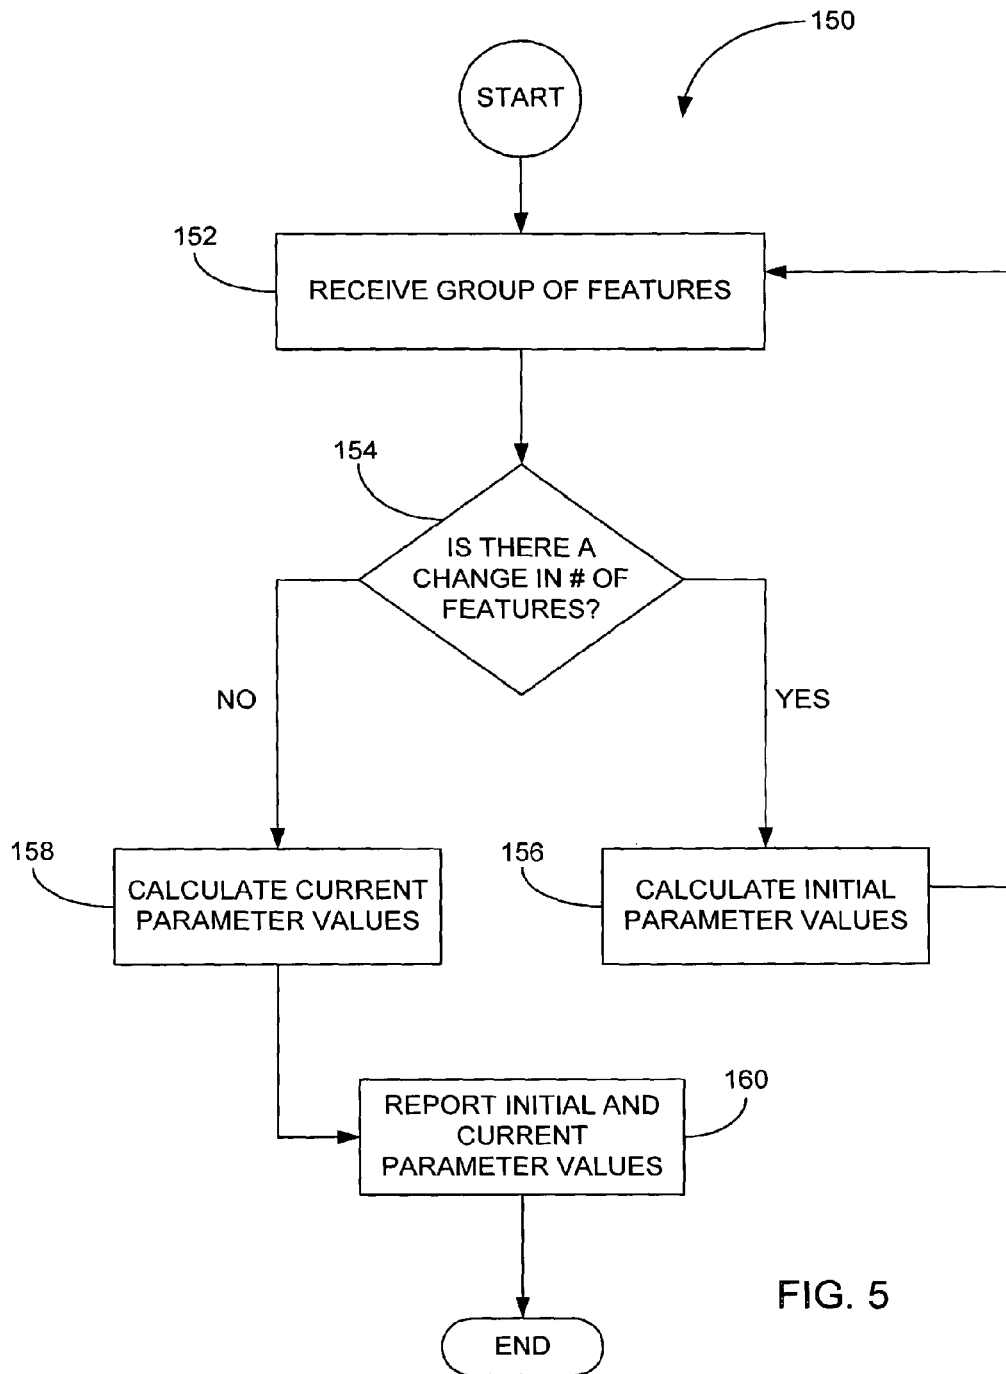 150
START
152
RECEIVE GROUP OF FEATURES
154
IS THERE A
CHANGE IN # OF
FEATURES?
NO
YES
158
CALCULATE CURRENT
PARAMETER VALUES
156
CALCULATE INITIAL
PARAMETER VALUES
160
REPORT INITIAL AND
CURRENT
PARAMETER VALUES
FIG. 5
END